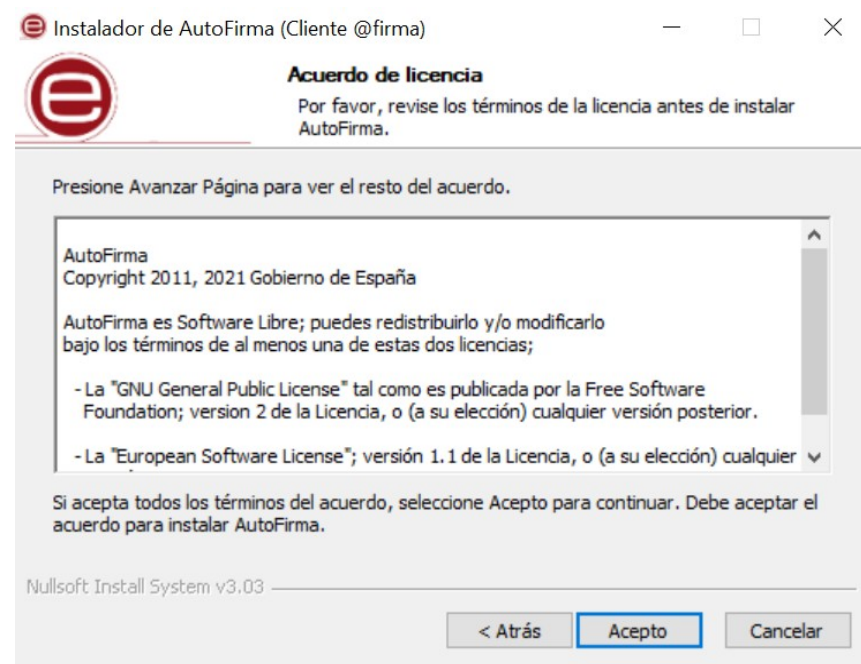 Instalador de AutoFirma (Cliente @firma)
Acuerdo de licencia
Por favor, revise los términos de la licencia antes de instalar
AutoFirma.
Presione Avanzar Página para ver el resto del acuerdo.
AutoFirma
Copyright 2011, 2021 Gobierno de España
AutoFirma es Software Libre; puedes redistribuirlo y/o modificarlo
bajo los términos de al menos una de estas dos licencias;
- La "GNU General Public License" tal como es publicada por la Free Software
Foundation; version 2 de la Licencia, o (a su elección) cualquier versión posterior.
- La "European Software License"; versión 1.1 de la Licencia, o (a su elección) cualquier
Si acepta todos los términos del acuerdo, seleccione Acepto para continuar. Debe aceptar el
acuerdo para instalar AutoFirma.
Nullsoft Install System v3.03
< Atrás
Acepto
Cancelar